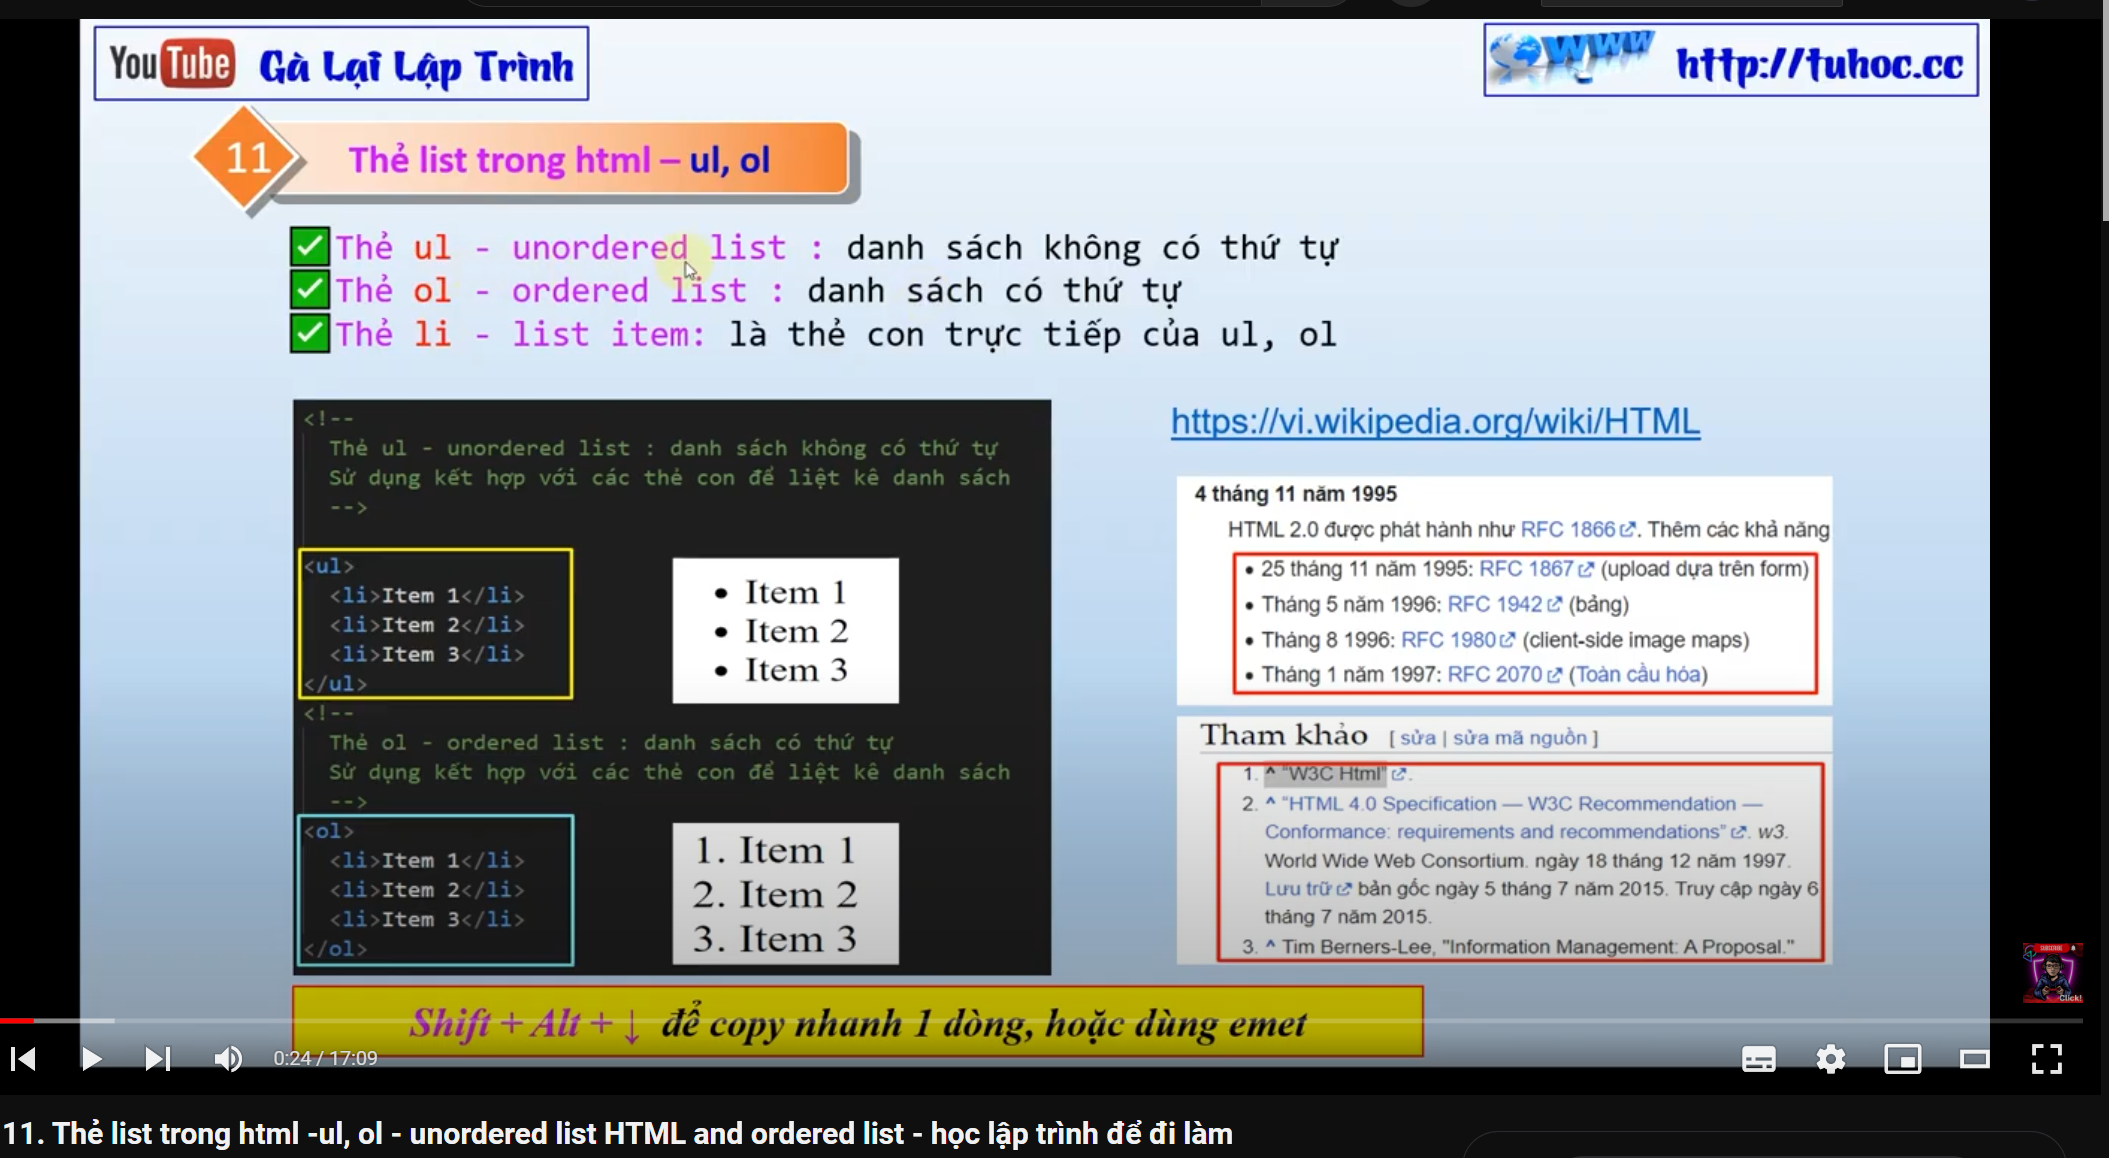 YouTube Gà Lại Lập Trình
www http://tuhoc.cc
11 Thẻ list trong html – ul, ol
Thẻ ul - unordered list : danh sách không có thứ tự
Thẻ ol - ordered list : danh sách có thứ tự
Thẻ li - list item: là thẻ con trực tiếp của ul, ol
<!--
Thẻ ul - unordered list : danh sách không có thứ tự
Sử dụng kết hợp với các thẻ con để liệt kê danh sách
-->
<ul>
<li>Item 1</li>
<li>Item 2</li>
<li>Item 3</li>
</ul>
• Item 1
• Item 2
• Item 3
<!--
Thẻ ol - ordered list : danh sách có thứ tự
Sử dụng kết hợp với các thẻ con để liệt kê danh sách
-->
<ol>
<li>Item 1</li>
<li>Item 2</li>
<li>Item 3</li>
</ol>
1. Item 1
2. Item 2
3. Item 3
https://vi.wikipedia.org/wiki/HTML
4 tháng 11 năm 1995
HTML 2.0 được phát hành như RFC 1866. Thêm các khả năng
• 25 tháng 11 năm 1995: RFC 1867 (upload dựa trên form)
• Tháng 5 năm 1996: RFC 1942 (bảng)
• Tháng 8 1996: RFC 1980 (client-side image maps)
• Tháng 1 năm 1997: RFC 2070 (Toàn cầu hóa)
Tham khảo [ sửa | sửa mã nguồn ]
1. ^ "W3C Html".
2. ^ "HTML 4.0 Specification — W3C Recommendation —
Conformance: requirements and recommendations". w3.
World Wide Web Consortium. ngày 18 tháng 12 năm 1997.
Lưu trữ bản gốc ngày 5 tháng 7 năm 2015. Truy cập ngày 6
tháng 7 năm 2015.
3. ^ Tim Berners-Lee, "Information Management: A Proposal."
SUBSCRIBE
Click!
Shift + Alt + ↓ để copy nhanh 1 dòng, hoặc dùng emet
0:24 / 17:09
11. Thẻ list trong html -ul, ol - unordered list HTML and ordered list - học lập trình để đi làm